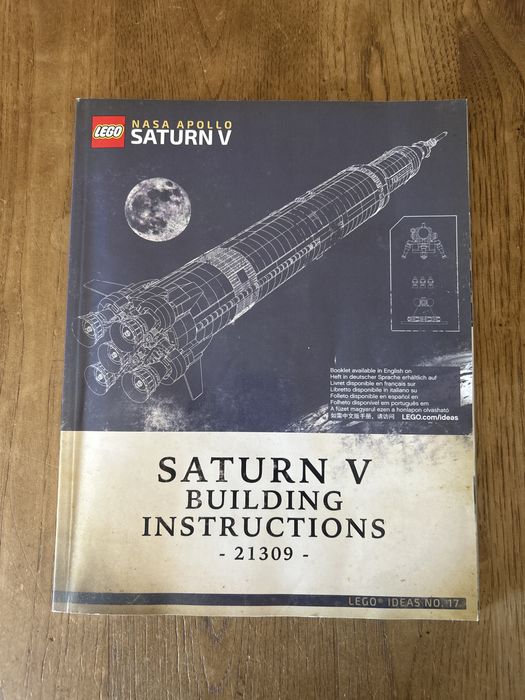 LEGO
NASA APOLLO
SATURN V
Booklet available in English on
Heft in deutscher Sprache erhältlich auf
Livret disponible en français sur
Libretto disponibile in italiano su
Folleto disponible en español en
Folheto disponível em português em
A füzet magyarul ezen a honlapon olvasható
如需中文版手册，请访问 LEGO.com/ideas
SATURN V
BUILDING
INSTRUCTIONS
- 21309 -
LEGO® IDEAS NO. 17